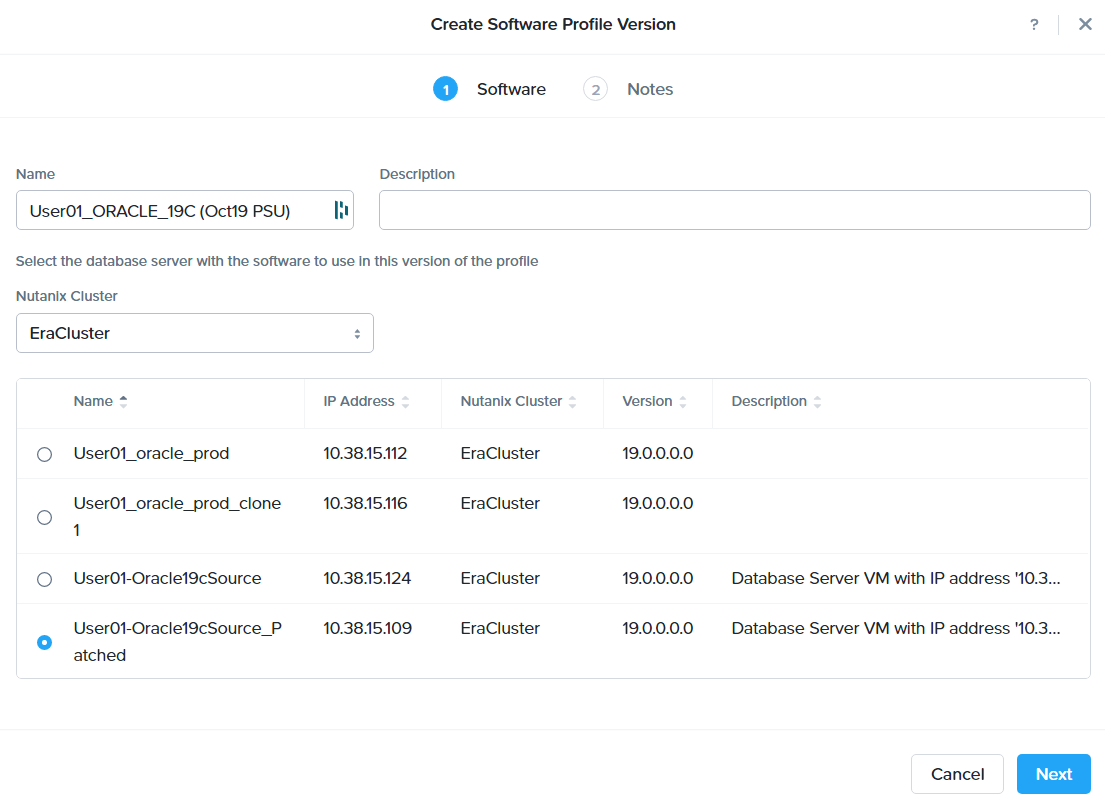 Create Software Profile Version
?
1 Software 2 Notes
Name Description
User01_ORACLE_19C (Oct19 PSU)
Select the database server with the software to use in this version of the profile
Nutanix Cluster
EraCluster
Name IP Address Nutanix Cluster Version Description
User01_oracle_prod 10.38.15.112 EraCluster 19.0.0.0.0
User01_oracle_prod_clone 10.38.15.116 EraCluster 19.0.0.0.0
1
User01-Oracle19cSource 10.38.15.124 EraCluster 19.0.0.0.0 Database Server VM with IP address '10.3...
User01-Oracle19cSource_P 10.38.15.109 EraCluster 19.0.0.0.0 Database Server VM with IP address '10.3...
atched
Cancel Next